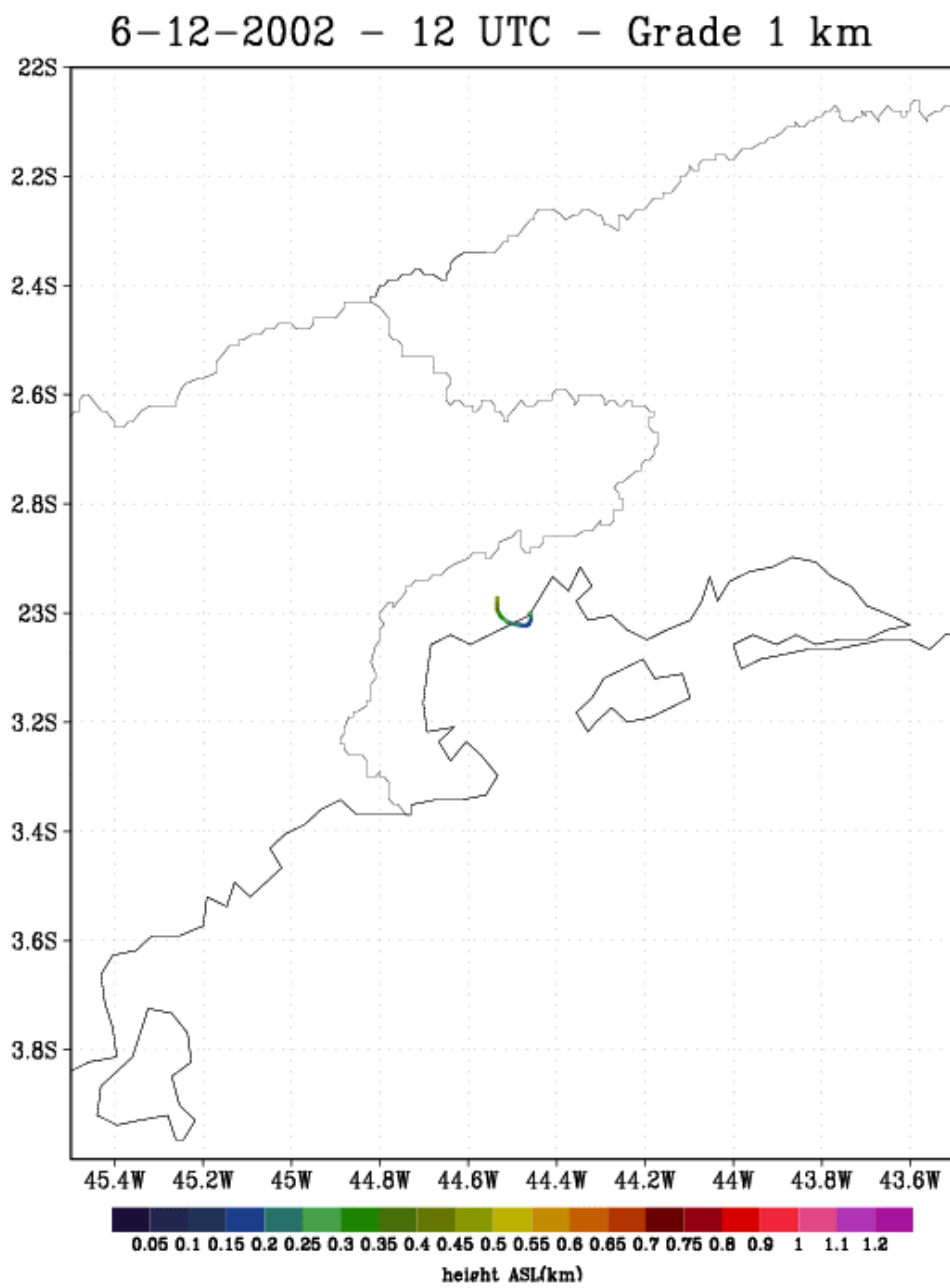 6-12-2002 - 12 UTC - Grade 1 km
22S
2.2S
2.4S
2.6S
2.8S
23S
3.2S
3.4S
3.6S
3.8S
45.4W 45.2W 45W 44.8W 44.6W 44.4W 44.2W 44W 43.8W 43.6W
0.05 0.1 0.15 0.2 0.25 0.3 0.35 0.4 0.45 0.5 0.55 0.6 0.65 0.7 0.75 0.8 0.9 1 1.1 1.2
height ASL(km)